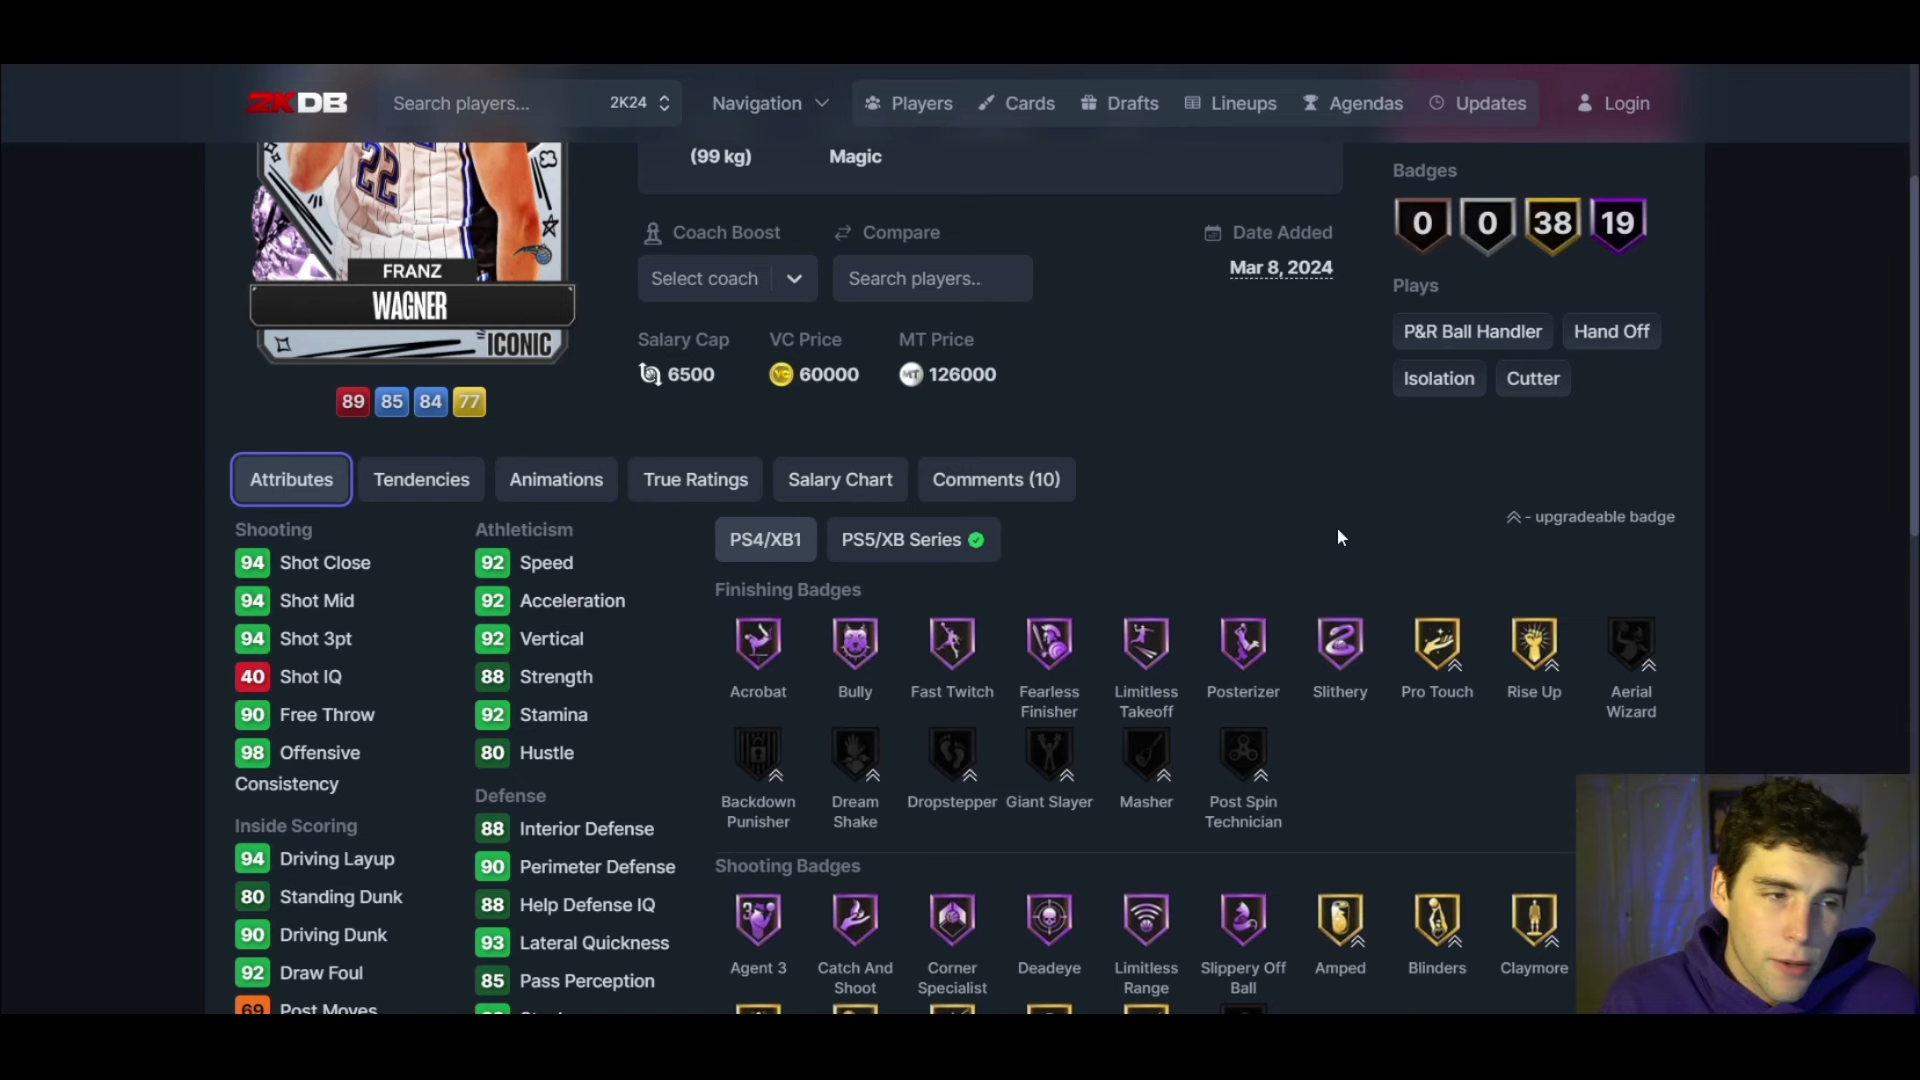 2KDB
Search players...
2K24
Navigation
Players
Cards
Drafts
Lineups
Agendas
Updates
Login
22
FRANZ
WAGNER
ICONIC
89 85 84 77
(99 kg)
Magic
Coach Boost
Select coach
Compare
Search players..
Date Added
Mar 8, 2024
Salary Cap
6500
VC Price
VC 60000
MT Price
MT 126000
Badges
0 0 38 19
Plays
P&R Ball Handler
Hand Off
Isolation
Cutter
Attributes
Tendencies
Animations
True Ratings
Salary Chart
Comments (10)
- upgradeable badge
Shooting
94 Shot Close
94 Shot Mid
94 Shot 3pt
40 Shot IQ
90 Free Throw
98 Offensive
Consistency
Inside Scoring
94 Driving Layup
80 Standing Dunk
90 Driving Dunk
92 Draw Foul
69 Post Moves
Athleticism
92 Speed
92 Acceleration
92 Vertical
88 Strength
92 Stamina
80 Hustle
Defense
88 Interior Defense
90 Perimeter Defense
88 Help Defense IQ
93 Lateral Quickness
85 Pass Perception
PS4/XB1
PS5/XB Series
Finishing Badges
Acrobat
Bully
Fast Twitch
Fearless
Finisher
Limitless
Takeoff
Posterizer
Slithery
Pro Touch
Rise Up
Aerial
Wizard
Backdown
Punisher
Dream
Shake
Dropstepper
Giant Slayer
Masher
Post Spin
Technician
Shooting Badges
3
Agent 3
Catch And
Shoot
Corner
Specialist
Deadeye
Limitless
Range
Slippery Off
Ball
Amped
Blinders
Claymore